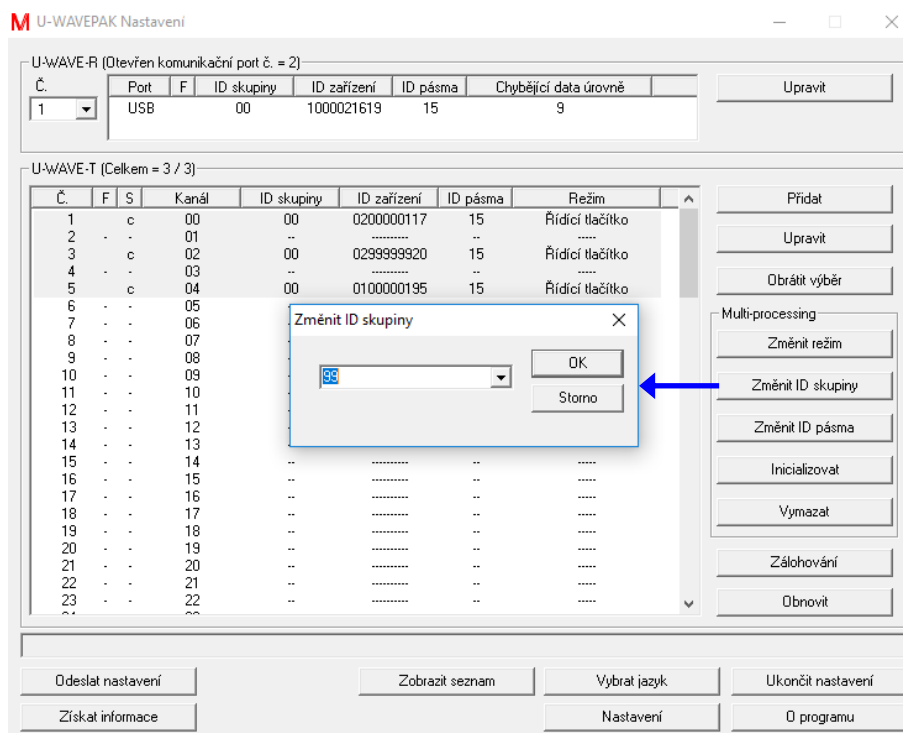 M U-WAVEPAK Nastavení
U-WAVE-R (Otevřen komunikační port č. = 2)
Č. Port F ID skupiny ID zařízení ID pásma Chybějící data úrovně
1 USB 00 1000021619 15 9
Upravit
U-WAVE-T (Celkem = 3 / 3)
Č. F S Kanál ID skupiny ID zařízení ID pásma Režim
1 c 00 00 0200000117 15 Řídící tlačítko
2 - - 01 -- ---------- -- -----
3 c 02 00 0299999920 15 Řídící tlačítko
4 - - 03 -- ---------- -- -----
5 c 04 00 0100000195 15 Řídící tlačítko
6 - - 05
7 - - 06
8 - - 07
9 - - 08
10 - - 09
11 - - 10
12 - - 11
13 - - 12
14 - - 13
15 - - 14 -- ---------- -- -----
16 - - 15 -- ---------- -- -----
17 - - 16 -- ---------- -- -----
18 - - 17 -- ---------- -- -----
19 - - 18 -- ---------- -- -----
20 - - 19 -- ---------- -- -----
21 - - 20 -- ---------- -- -----
22 - - 21 -- ---------- -- -----
23 - - 22 -- ---------- -- -----
Změnit ID skupiny
99
OK
Storno
Přidat
Upravit
Obrátit výběr
Multi-processing
Změnit režim
Změnit ID skupiny
Změnit ID pásma
Inicializovat
Vymazat
Zálohování
Obnovit
Odeslat nastavení Zobrazit seznam Vybrat jazyk Ukončit nastavení
Získat informace Nastavení O programu